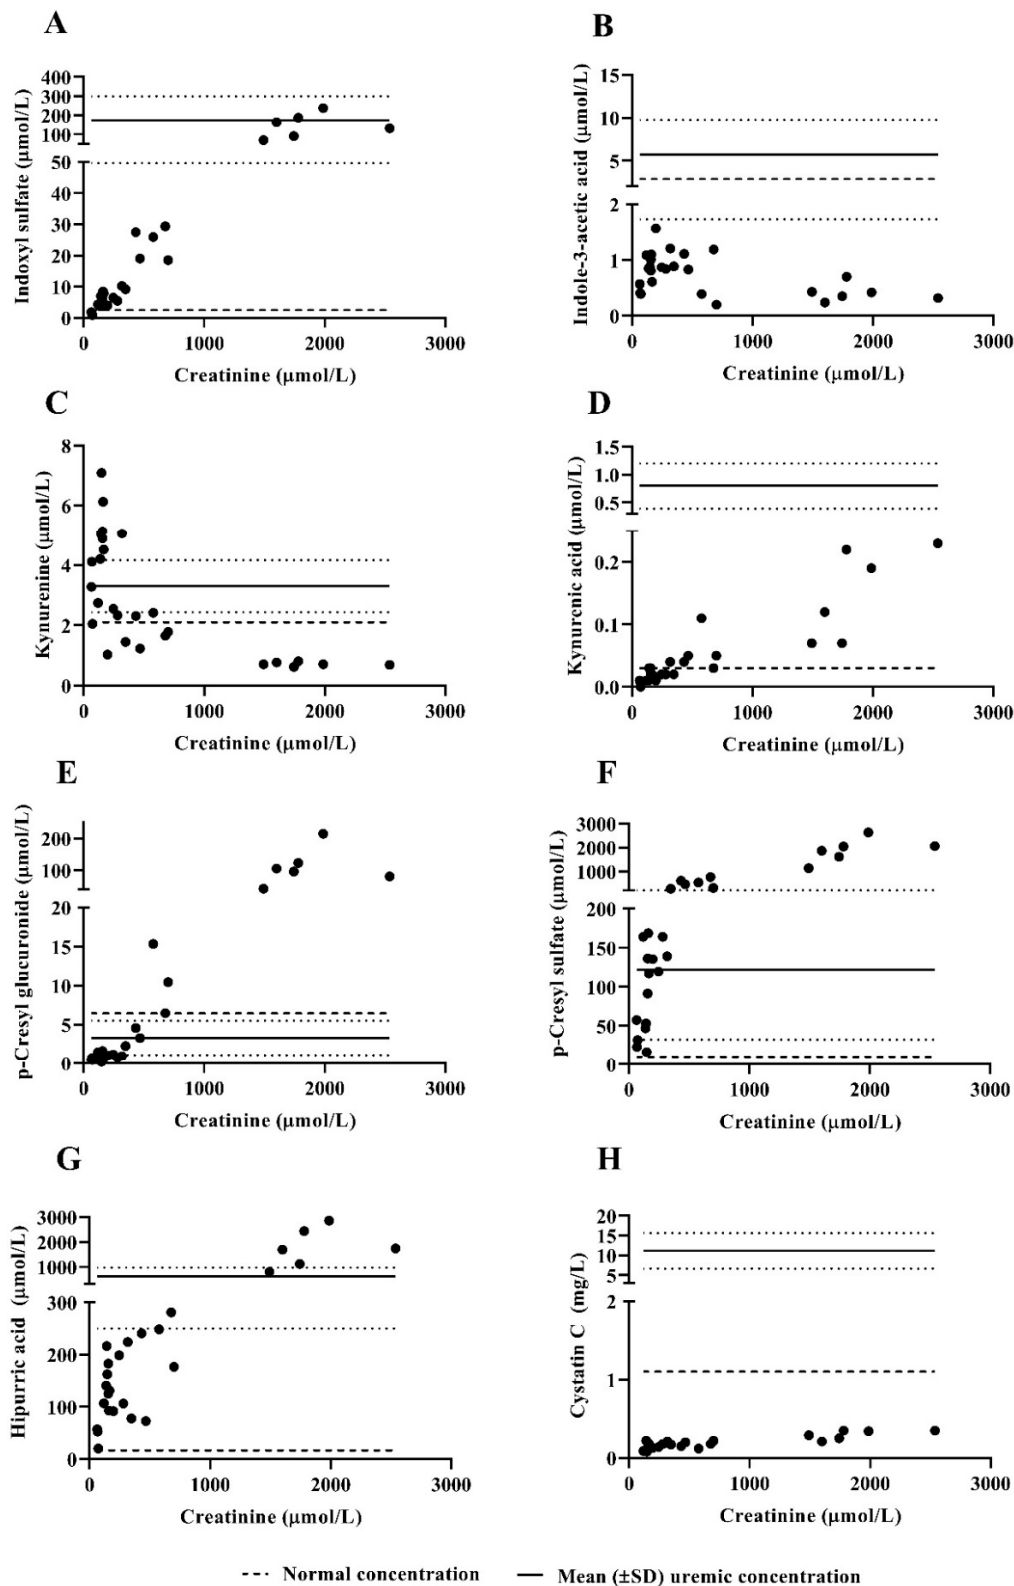 A
Indoxyl sulfate (μmol/L)
400
300
200
100
50
40
30
20
10
0
0 1000 2000 3000
Creatinine (μmol/L)
B
Indole-3-acetic acid (μmol/L)
15
10
5
2
1
0
0 1000 2000 3000
Creatinine (μmol/L)
C
Kynurenine (μmol/L)
8
6
4
2
0
0 1000 2000 3000
Creatinine (μmol/L)
D
Kynurenic acid (μmol/L)
1.5
1.0
0.5
0.2
0.1
0.0
0 1000 2000 3000
Creatinine (μmol/L)
E
p-Cresyl glucuronide (μmol/L)
200
100
20
15
10
5
0
0 1000 2000 3000
Creatinine (μmol/L)
F
p-Cresyl sulfate (μmol/L)
3000
2000
1000
200
150
100
50
0
0 1000 2000 3000
Creatinine (μmol/L)
G
Hipurric acid (μmol/L)
3000
2000
1000
300
200
100
0
0 1000 2000 3000
Creatinine (μmol/L)
H
Cystatin C (mg/L)
20
15
10
5
2
1
0
0 1000 2000 3000
Creatinine (μmol/L)
Normal concentration
Mean (±SD) uremic concentration